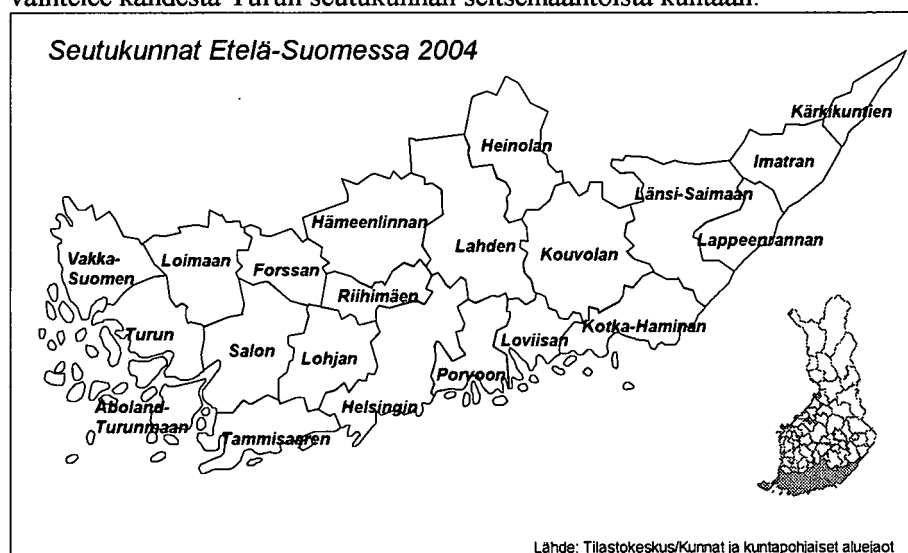 vaihtelee kahdesta Turun seutukunnan seitsemääntoista kuntaan.
Seutukunnat Etelä-Suomessa 2004
Kärkikuntien
Heinolan
Imatran
Länsi-Saimaan
Hämeenlinnan
Lahden
Kouvolan
Lappeenrannan
Vakka-
Suomen
Loimaan
Forssan
Riihimäen
Turun
Salon
Lohjan
Loviisan
Kotka-Haminan
Porvoon
Helsingin
Åboland-
Turunmaan
Tammisaaren
Lähde: Tilastokeskus/Kunnat ja kuntapohjaiset aluejaot